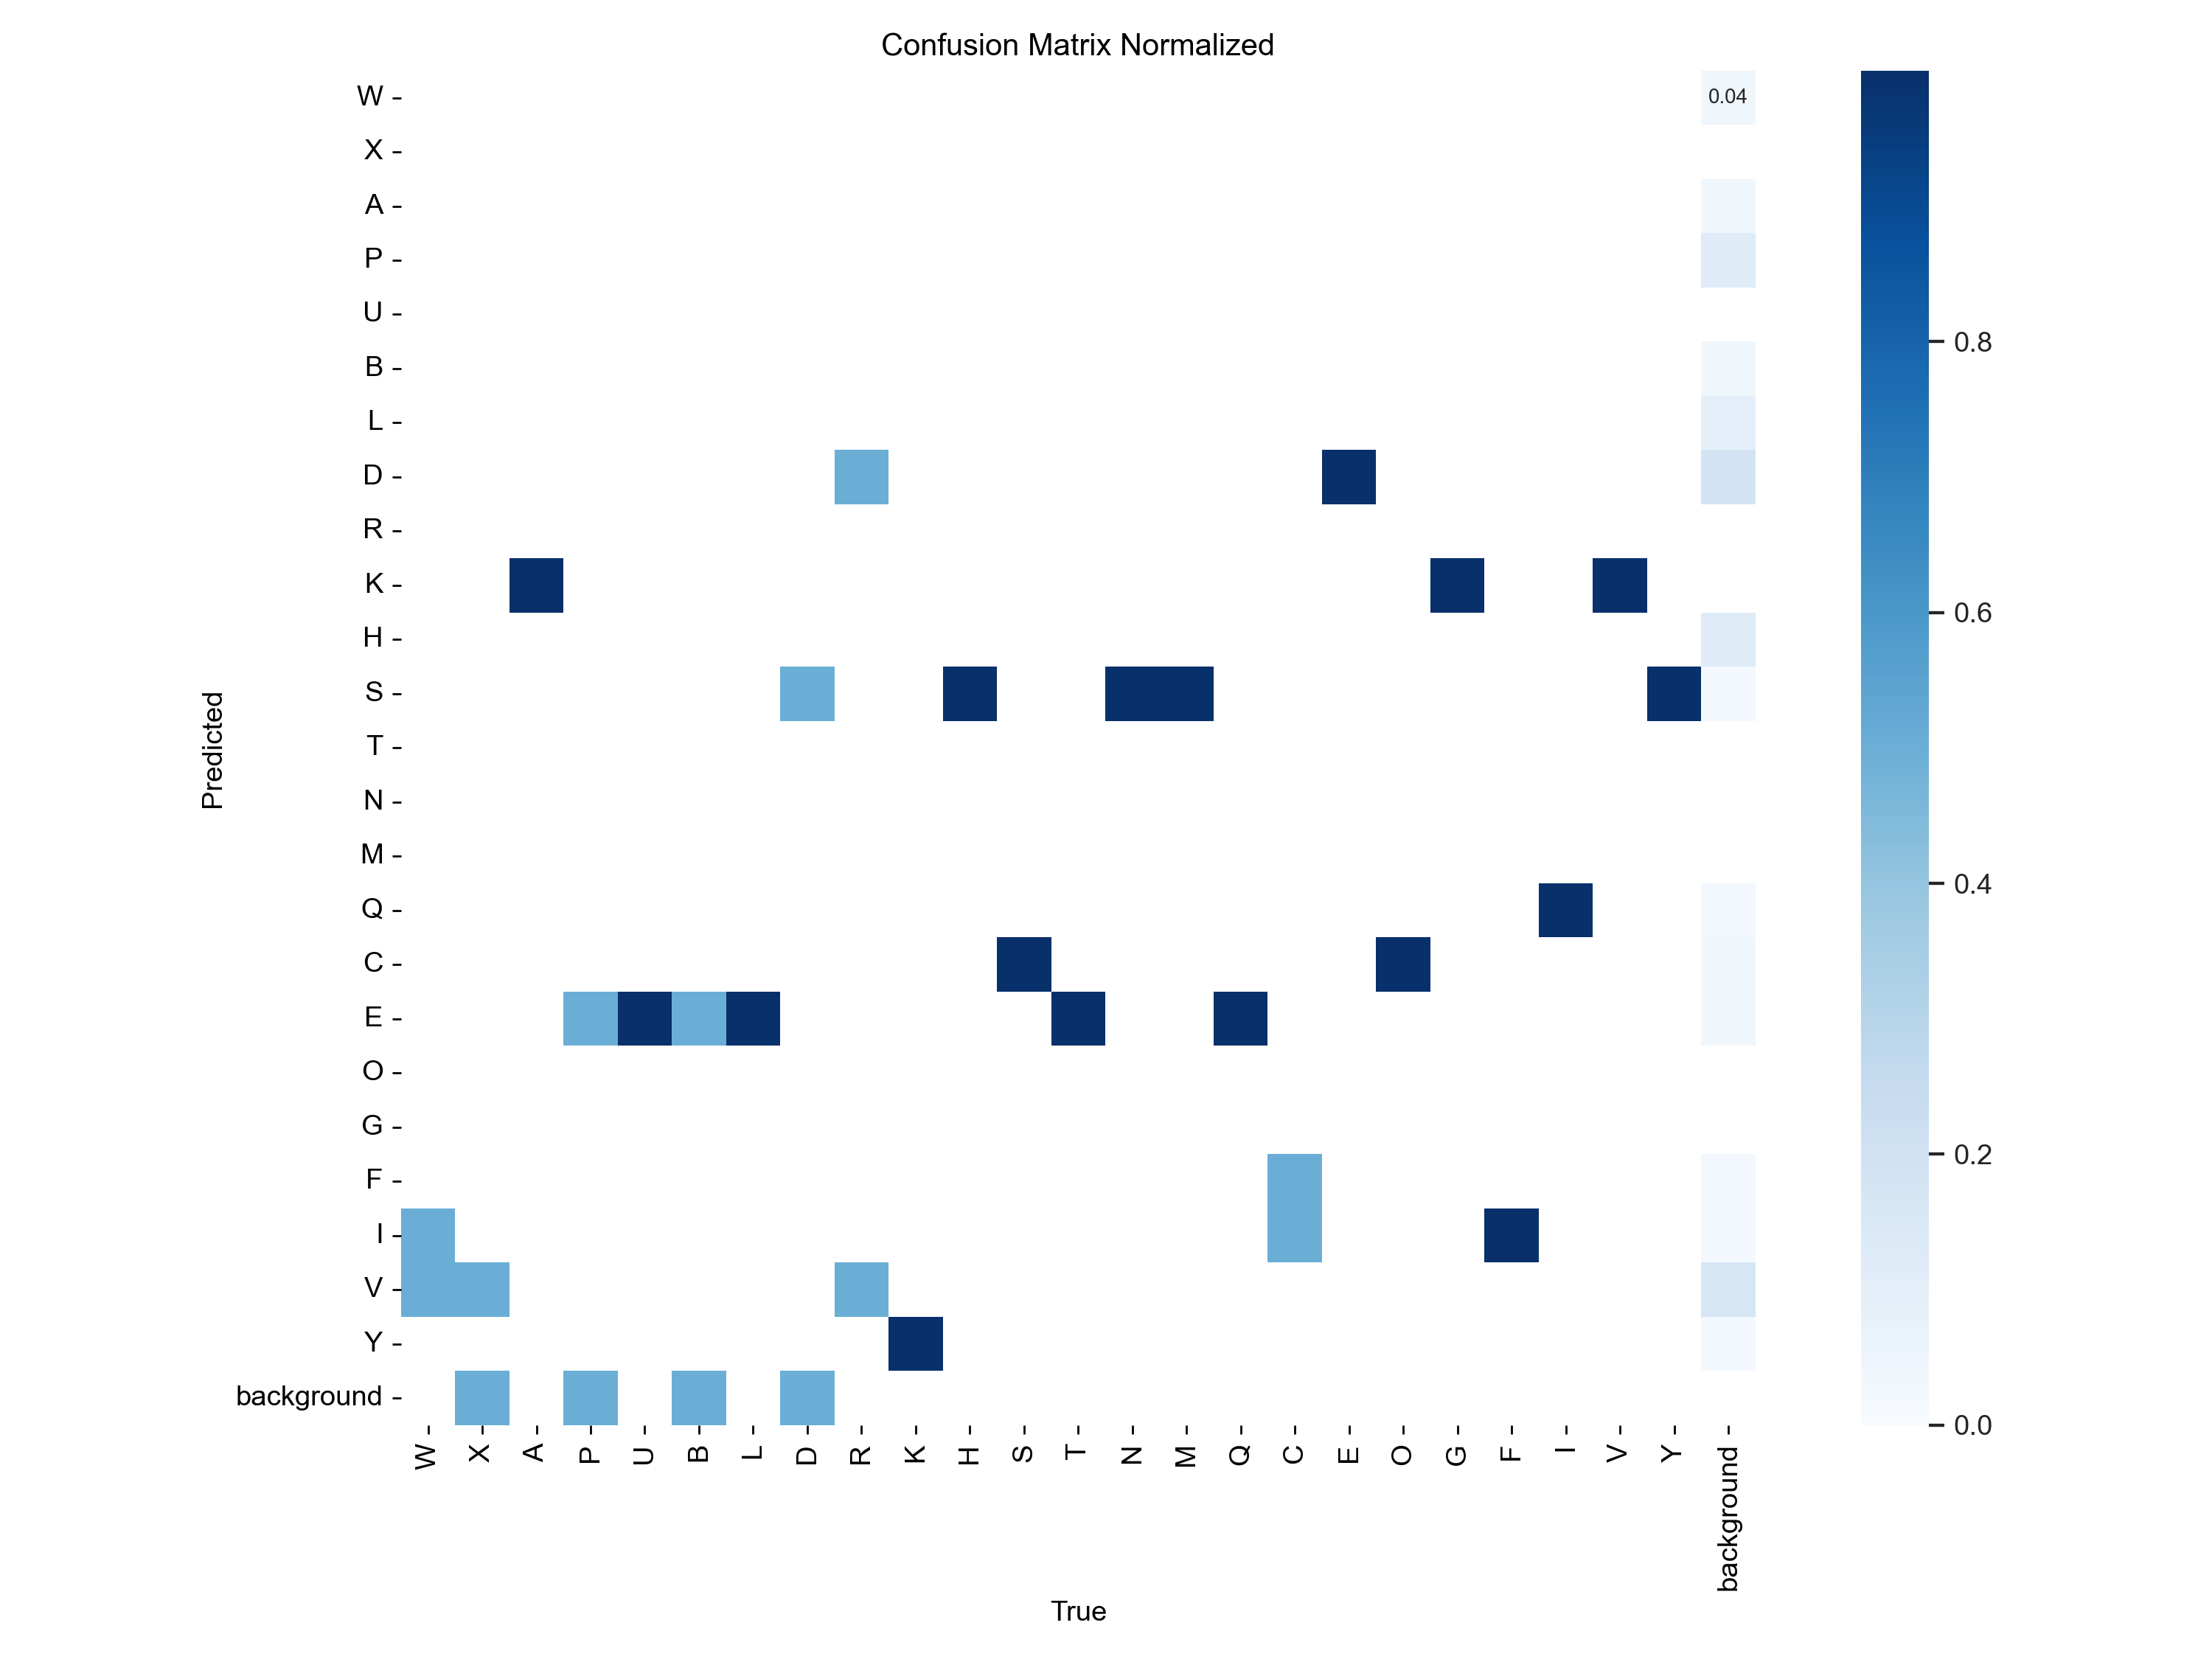 Confusion Matrix Normalized
Predicted
W
X
A
P
U
B
L
D
R
K
H
S
T
N
M
Q
C
E
O
G
F
I
V
Y
background
0.04
W X A P U B L D R K H S T N M Q C E O G F I V Y background
True
0.8
0.6
0.4
0.2
0.0